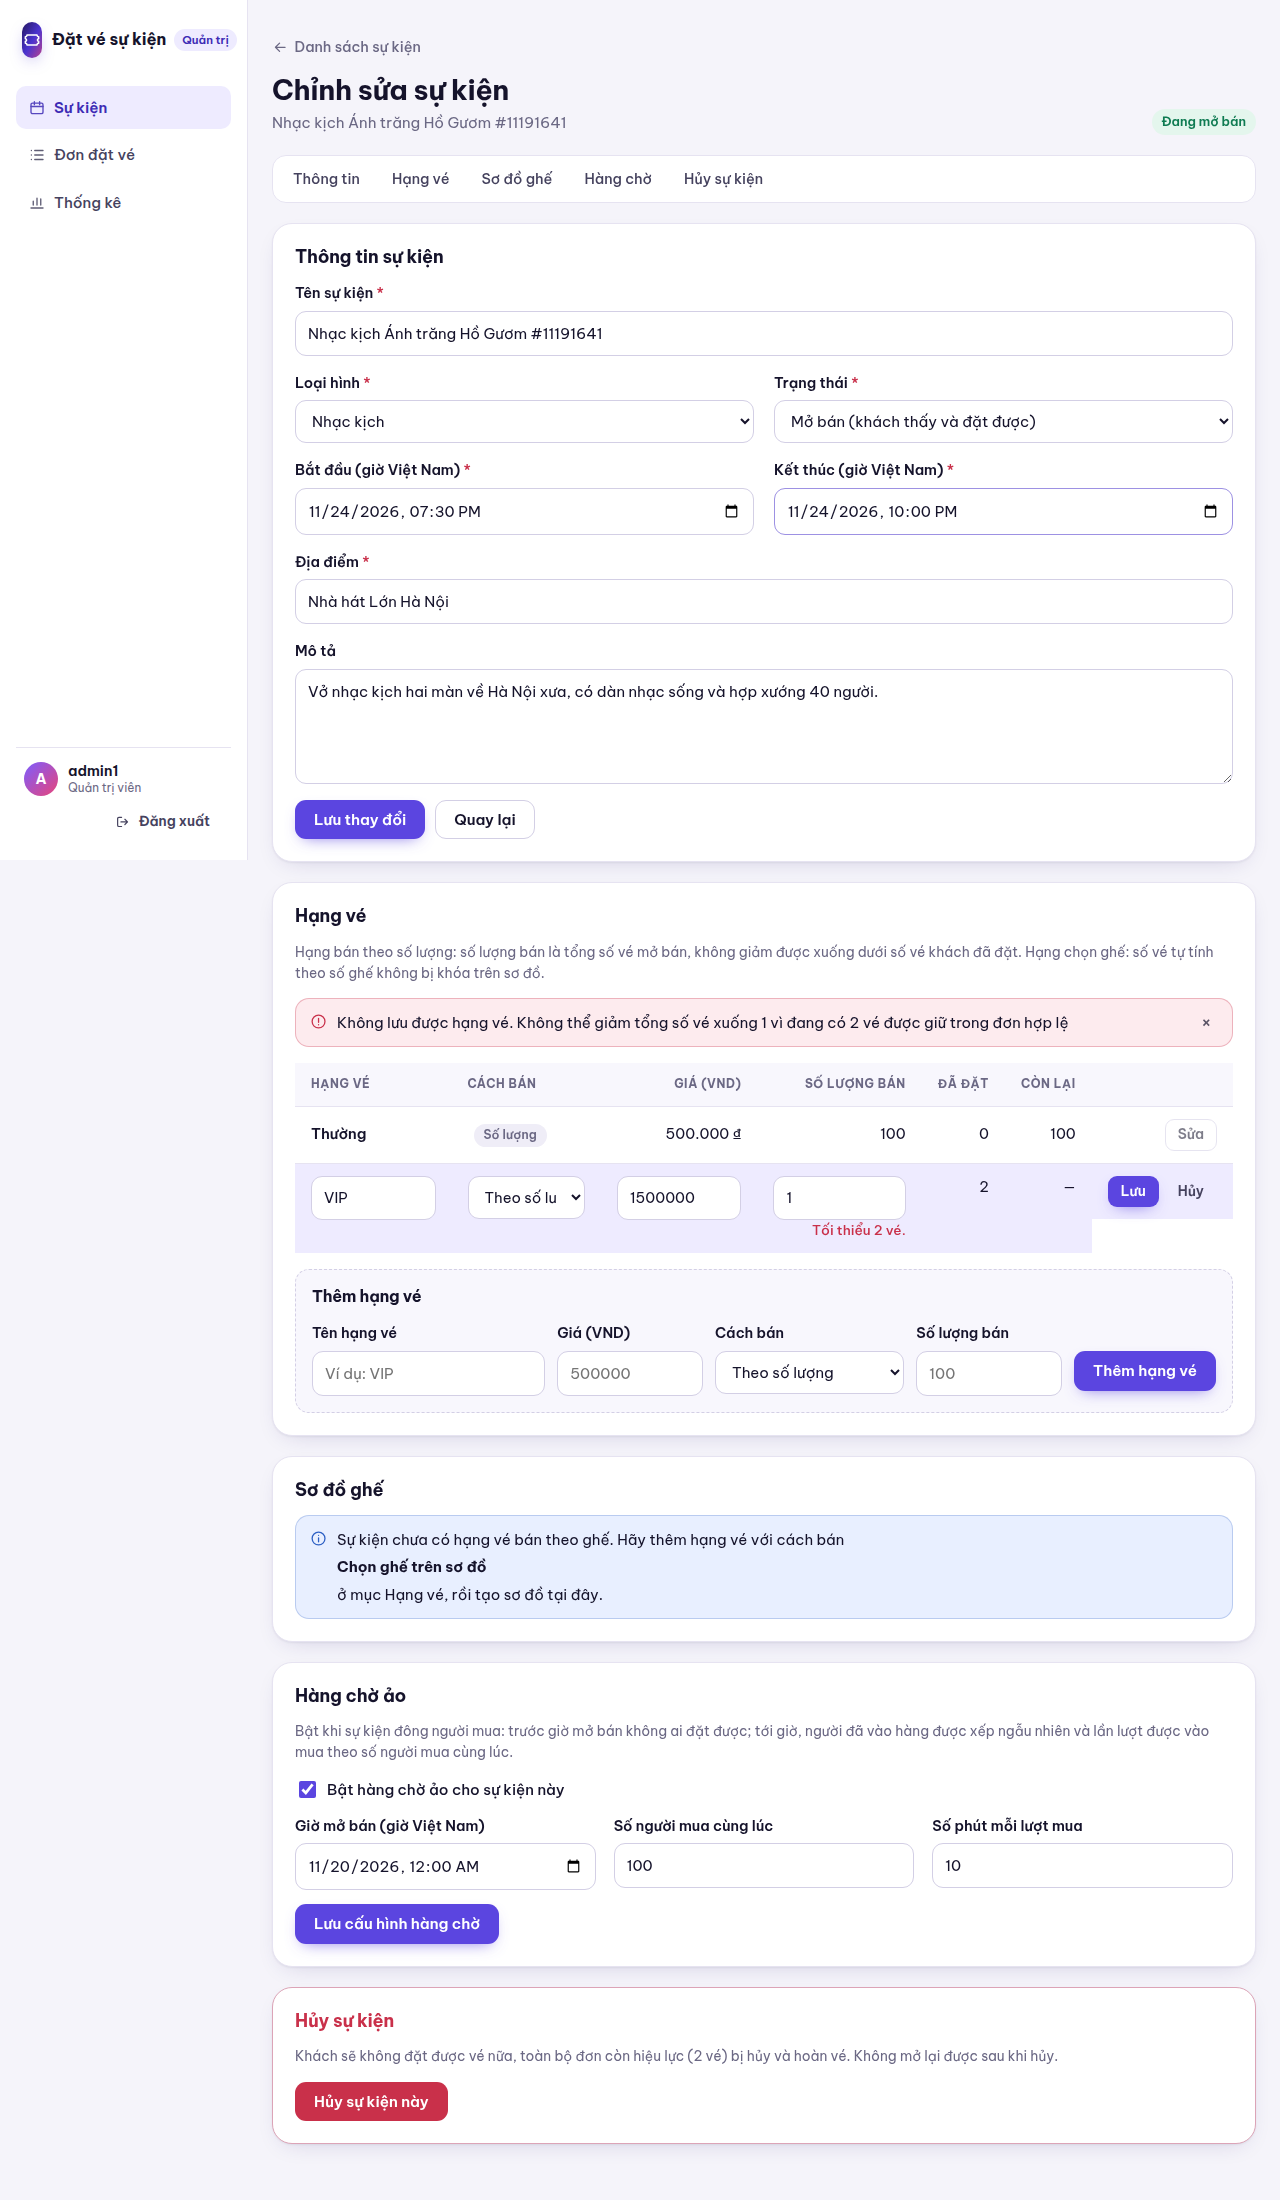 Đặt vé sự kiện Quản trị
Sự kiện
Đơn đặt vé
Thống kê
A
admin1
Quản trị viên
Đăng xuất
← Danh sách sự kiện
Chỉnh sửa sự kiện
Nhạc kịch Ánh trăng Hồ Gươm #11191641
Đang mở bán
Thông tin Hạng vé Sơ đồ ghế Hàng chờ Hủy sự kiện
Thông tin sự kiện
Tên sự kiện *
Nhạc kịch Ánh trăng Hồ Gươm #11191641
Loại hình * Trạng thái *
Nhạc kịch Mở bán (khách thấy và đặt được)
Bắt đầu (giờ Việt Nam) * Kết thúc (giờ Việt Nam) *
11/24/2026, 07:30 PM 11/24/2026, 10:00 PM
Địa điểm *
Nhà hát Lớn Hà Nội
Mô tả
Vở nhạc kịch hai màn về Hà Nội xưa, có dàn nhạc sống và hợp xướng 40 người.
Lưu thay đổi Quay lại
Hạng vé
Hạng bán theo số lượng: số lượng bán là tổng số vé mở bán, không giảm được xuống dưới số vé khách đã đặt. Hạng chọn ghế: số vé tự tính
theo số ghế không bị khóa trên sơ đồ.
Không lưu được hạng vé. Không thể giảm tổng số vé xuống 1 vì đang có 2 vé được giữ trong đơn hợp lệ ×
HẠNG VÉ CÁCH BÁN GIÁ (VND) SỐ LƯỢNG BÁN ĐÃ ĐẶT CÒN LẠI
Thường Số lượng 500.000 ₫ 100 0 100 Sửa
VIP Theo số lu 1500000 1 2 — Lưu Hủy
Tối thiểu 2 vé.
Thêm hạng vé
Tên hạng vé Giá (VND) Cách bán Số lượng bán
Ví dụ: VIP 500000 Theo số lượng 100 Thêm hạng vé
Sơ đồ ghế
Sự kiện chưa có hạng vé bán theo ghế. Hãy thêm hạng vé với cách bán
Chọn ghế trên sơ đồ
ở mục Hạng vé, rồi tạo sơ đồ tại đây.
Hàng chờ ảo
Bật khi sự kiện đông người mua: trước giờ mở bán không ai đặt được; tới giờ, người đã vào hàng được xếp ngẫu nhiên và lần lượt được vào
mua theo số người mua cùng lúc.
Bật hàng chờ ảo cho sự kiện này
Giờ mở bán (giờ Việt Nam) Số người mua cùng lúc Số phút mỗi lượt mua
11/20/2026, 12:00 AM 100 10
Lưu cấu hình hàng chờ
Hủy sự kiện
Khách sẽ không đặt được vé nữa, toàn bộ đơn còn hiệu lực (2 vé) bị hủy và hoàn vé. Không mở lại được sau khi hủy.
Hủy sự kiện này